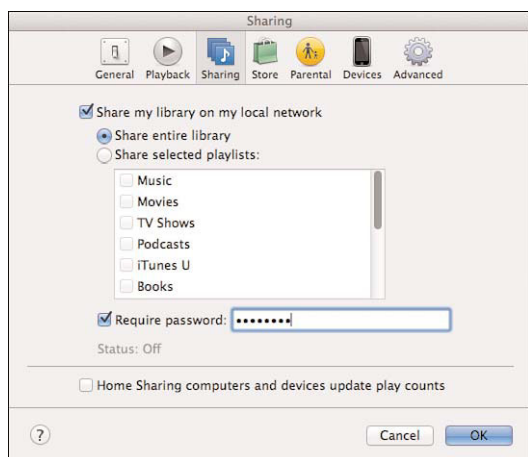 Sharing
General Playback Sharing Store Parental Devices Advanced
Share my library on my local network
Share entire library
Share selected playlists:
Music
Movies
TV Shows
Podcasts
iTunes U
Books
Require password: ••••••••
Status: Off
Home Sharing computers and devices update play counts
? Cancel OK